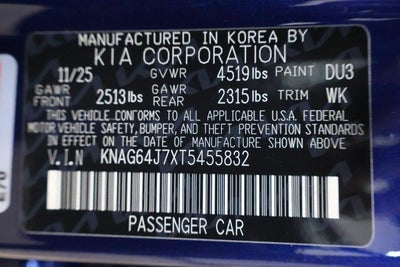 MANUFACTURED IN KOREA BY
KIA CORPORATION
11/25 GVWR 4519lbs PAINT DU3
GAWR FRONT 2513lbs GAWR REAR 2315lbs TRIM WK
THIS VEHICLE CONFORMS TO ALL APPLICABLE U.S.A. FEDERAL
MOTOR VEHICLE SAFETY, BUMPER, AND THEFT PREVENTION STANDARDS
IN EFFECT ON THE DATE OF MANUFACTURE SHOWN ABOVE.
V.I.N KNAG64J7XT5455832
PASSENGER CAR